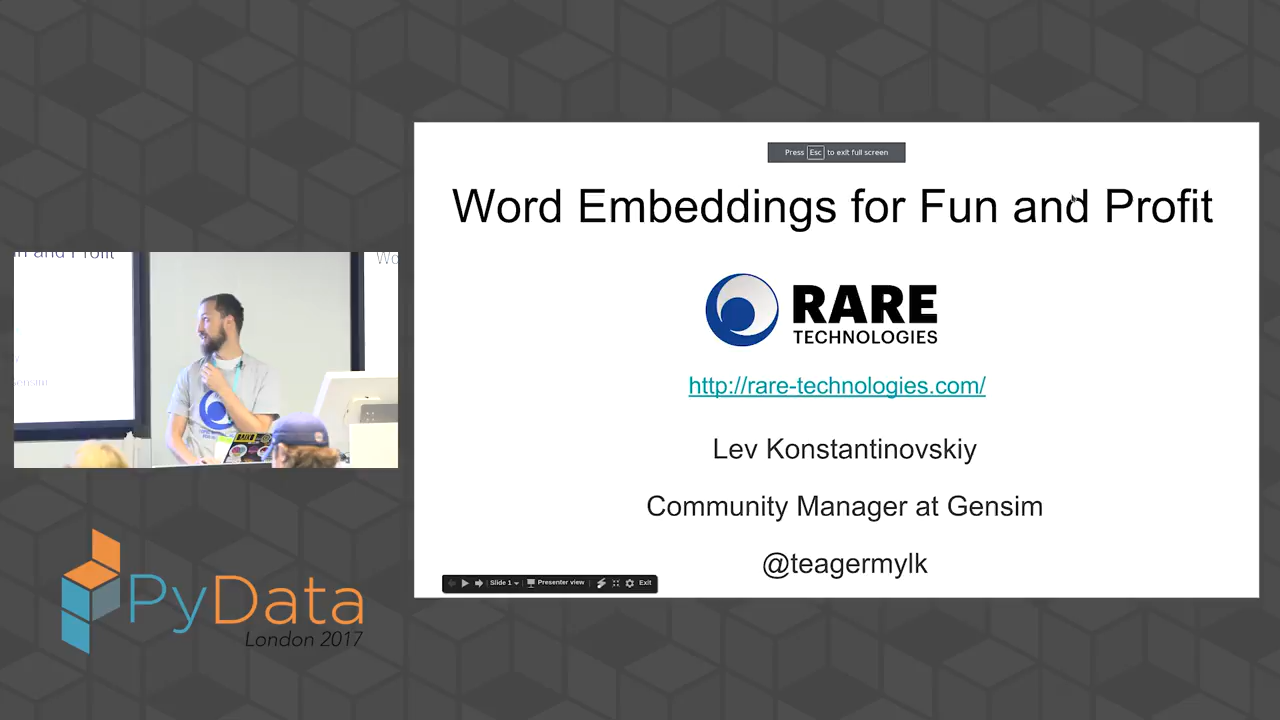 Press Esc to exit full screen
Word Embeddings for Fun and Profit
RARE
TECHNOLOGIES
http://rare-technologies.com/
Lev Konstantinovskiy
Community Manager at Gensim
@teagermylk
Slide 1
Presenter view
Exit
PyData
London 2017